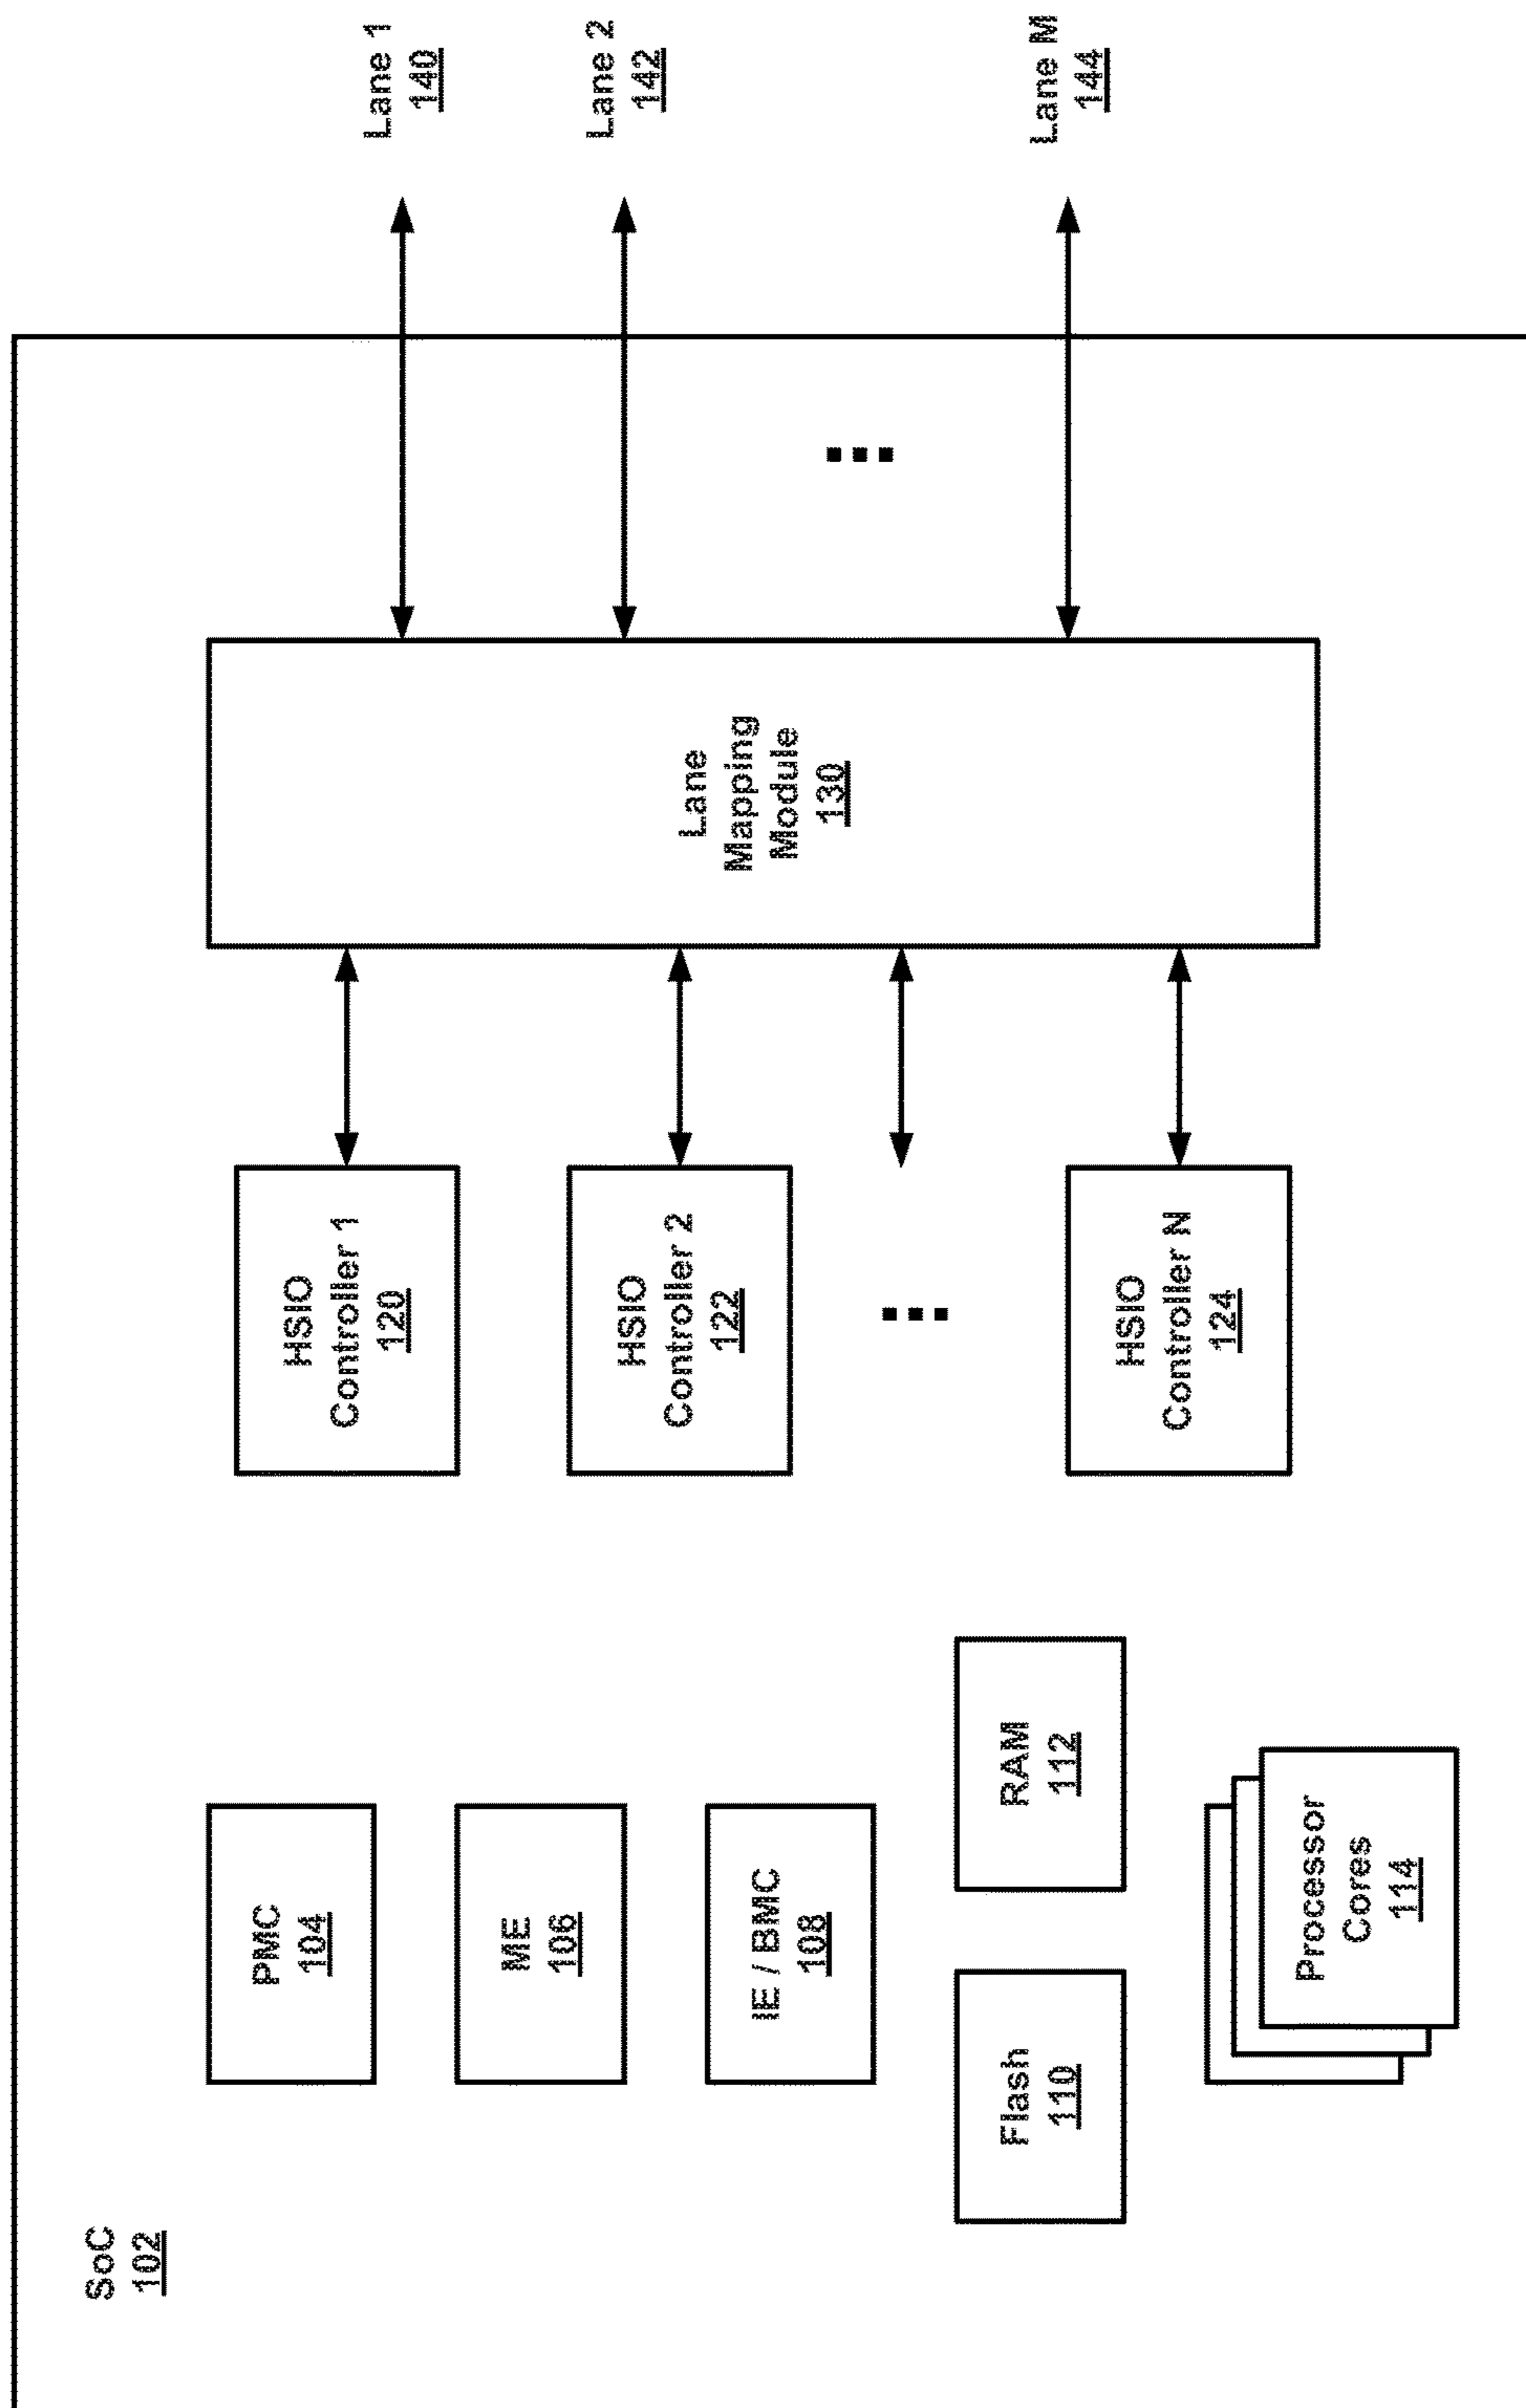 SoC
102
PMC
104
ME
106
IE / BMC
108
Flash
110
RAM
112
Processor
Cores
114
HSIO
Controller 1
120
HSIO
Controller 2
122
HSIO
Controller N
124
Lane
Mapping
Module
130
Lane 1
140
Lane 2
142
Lane M
144